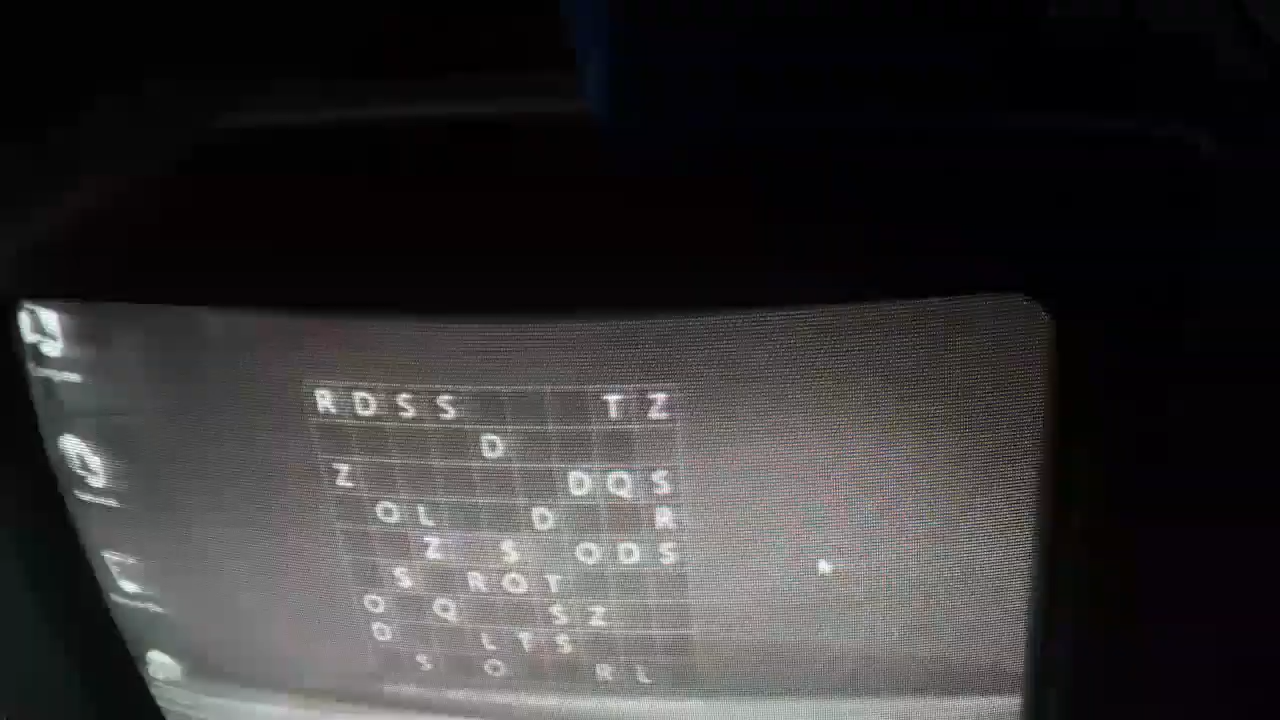 R D S S T Z
D
Z D Q S
O L D R
Z S O D S
S R O T
O Q S Z
O L T S
S O R L